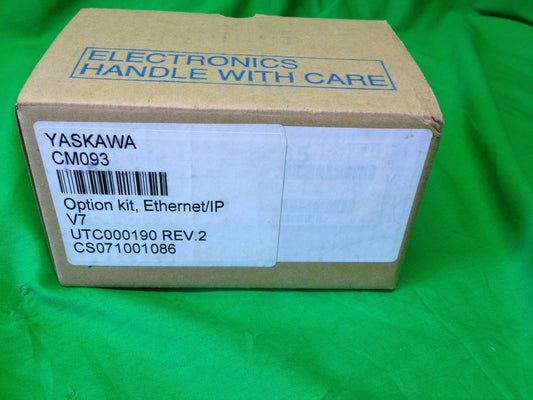 ELECTRONICS
HANDLE WITH CARE
YASKAWA
CM093
Option kit, Ethernet/IP
V7
UTC000190 REV.2
CS071001086